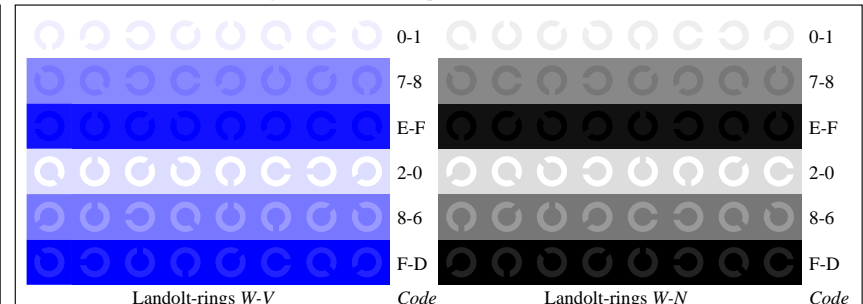 0-1 0-1
7-8 7-8
E-F E-F
2-0 2-0
8-6 8-6
F-D F-D
Landolt-rings W-V Code Landolt-rings W-N Code